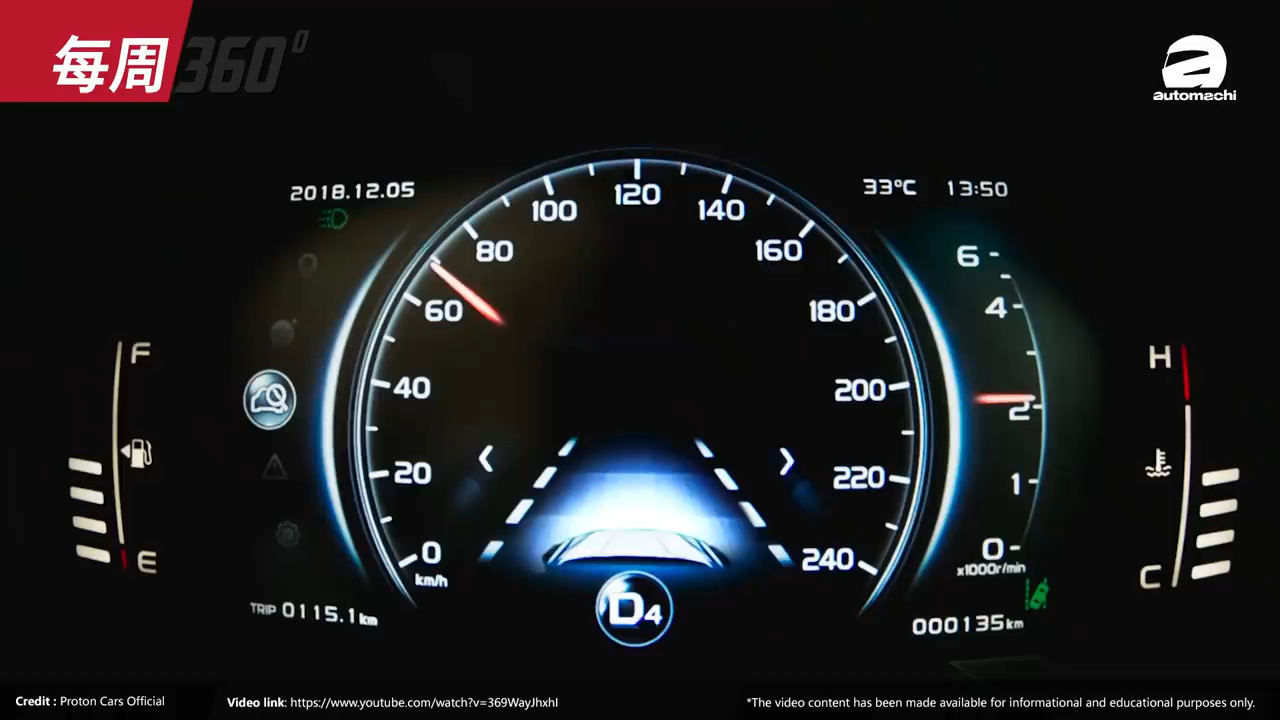 每周360°
automachi
2018.12.05
33°C 13:50
120
100 140
80 160
60 180
40 200
20 220
0 240
km/h
6
4
2
1
0
x1000r/min
F
E
H
C
D4
TRIP 0115.1km
000135km
Credit : Proton Cars Official
Video link: https://www.youtube.com/watch?v=369WayJhxhI
*The video content has been made available for informational and educational purposes only.